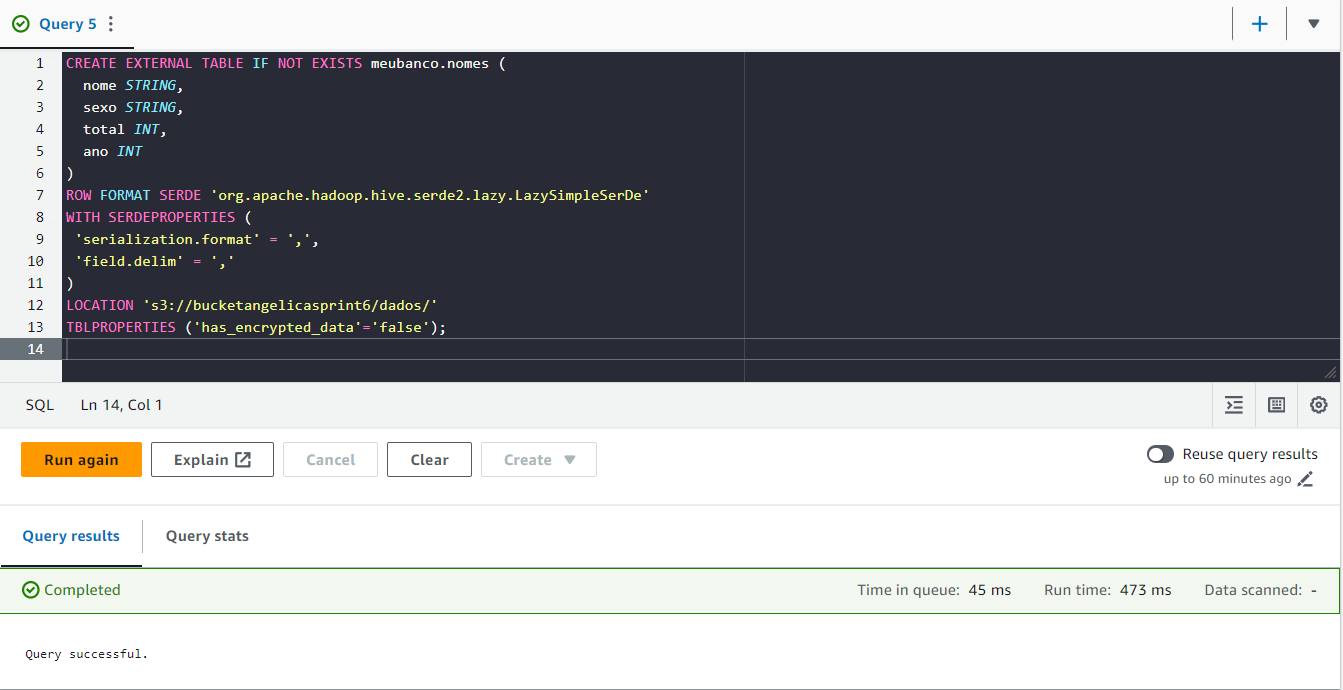 Query 5
1 CREATE EXTERNAL TABLE IF NOT EXISTS meubanco.nomes (
2 nome STRING,
3 sexo STRING,
4 total INT,
5 ano INT
6 )
7 ROW FORMAT SERDE 'org.apache.hadoop.hive.serde2.lazy.LazySimpleSerDe'
8 WITH SERDEPROPERTIES (
9 'serialization.format' = ',',
10 'field.delim' = ','
11 )
12 LOCATION 's3://bucketangelicasprint6/dados/'
13 TBLPROPERTIES ('has_encrypted_data'='false');
14
SQL Ln 14, Col 1
Run again Explain Cancel Clear Create Reuse query results
up to 60 minutes ago
Query results Query stats
Completed Time in queue: 45 ms Run time: 473 ms Data scanned: -
Query successful.